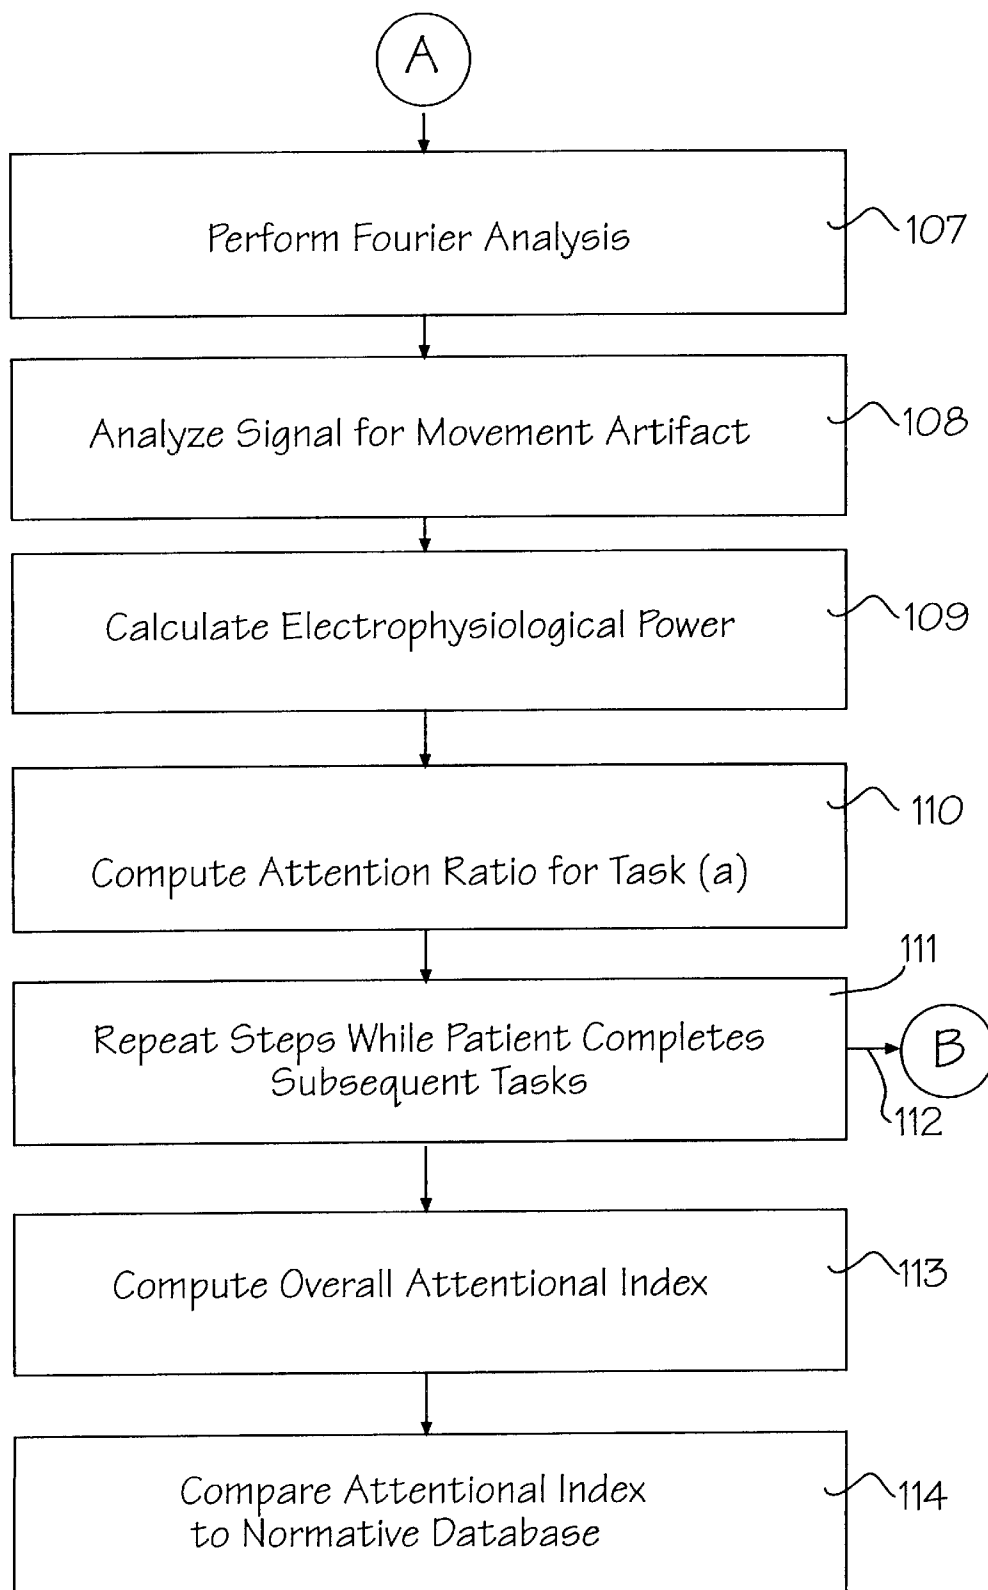 A
Perform Fourier Analysis
107
Analyze Signal for Movement Artifact
108
Calculate Electrophysiological Power
109
110
Compute Attention Ratio for Task (a)
111
Repeat Steps While Patient Completes
Subsequent Tasks
B
112
Compute Overall Attentional Index
113
Compare Attentional Index
to Normative Database
114